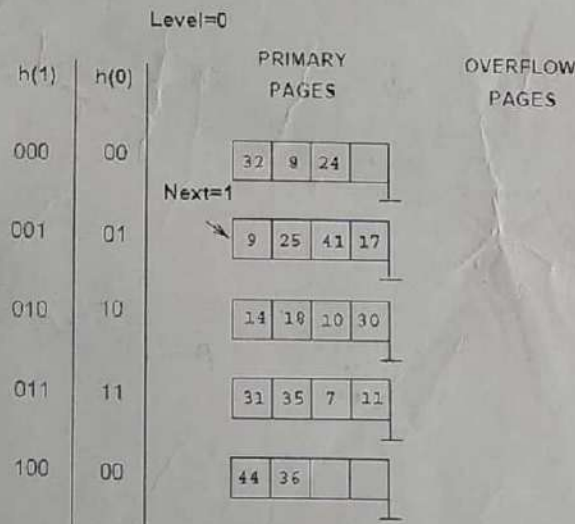 Level=0
h(1) h(0) PRIMARY PAGES OVERFLOW PAGES
000 00 32 8 24
Next=1
001 01 9 25 41 17
010 10 14 18 10 30
011 11 31 35 7 11
100 00 44 36